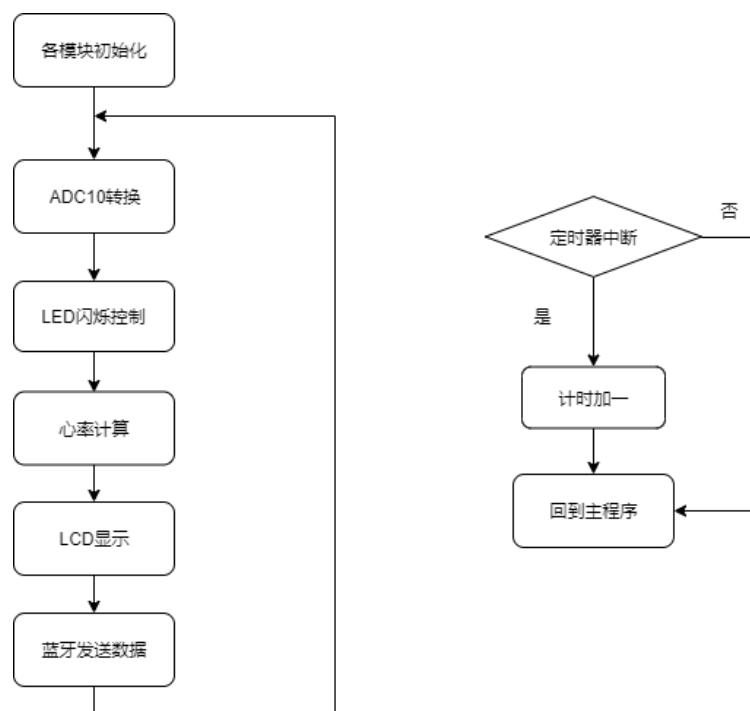 各模块初始化
ADC10转换
LED闪烁控制
心率计算
LCD显示
蓝牙发送数据
定时器中断
否
是
计时加一
回到主程序